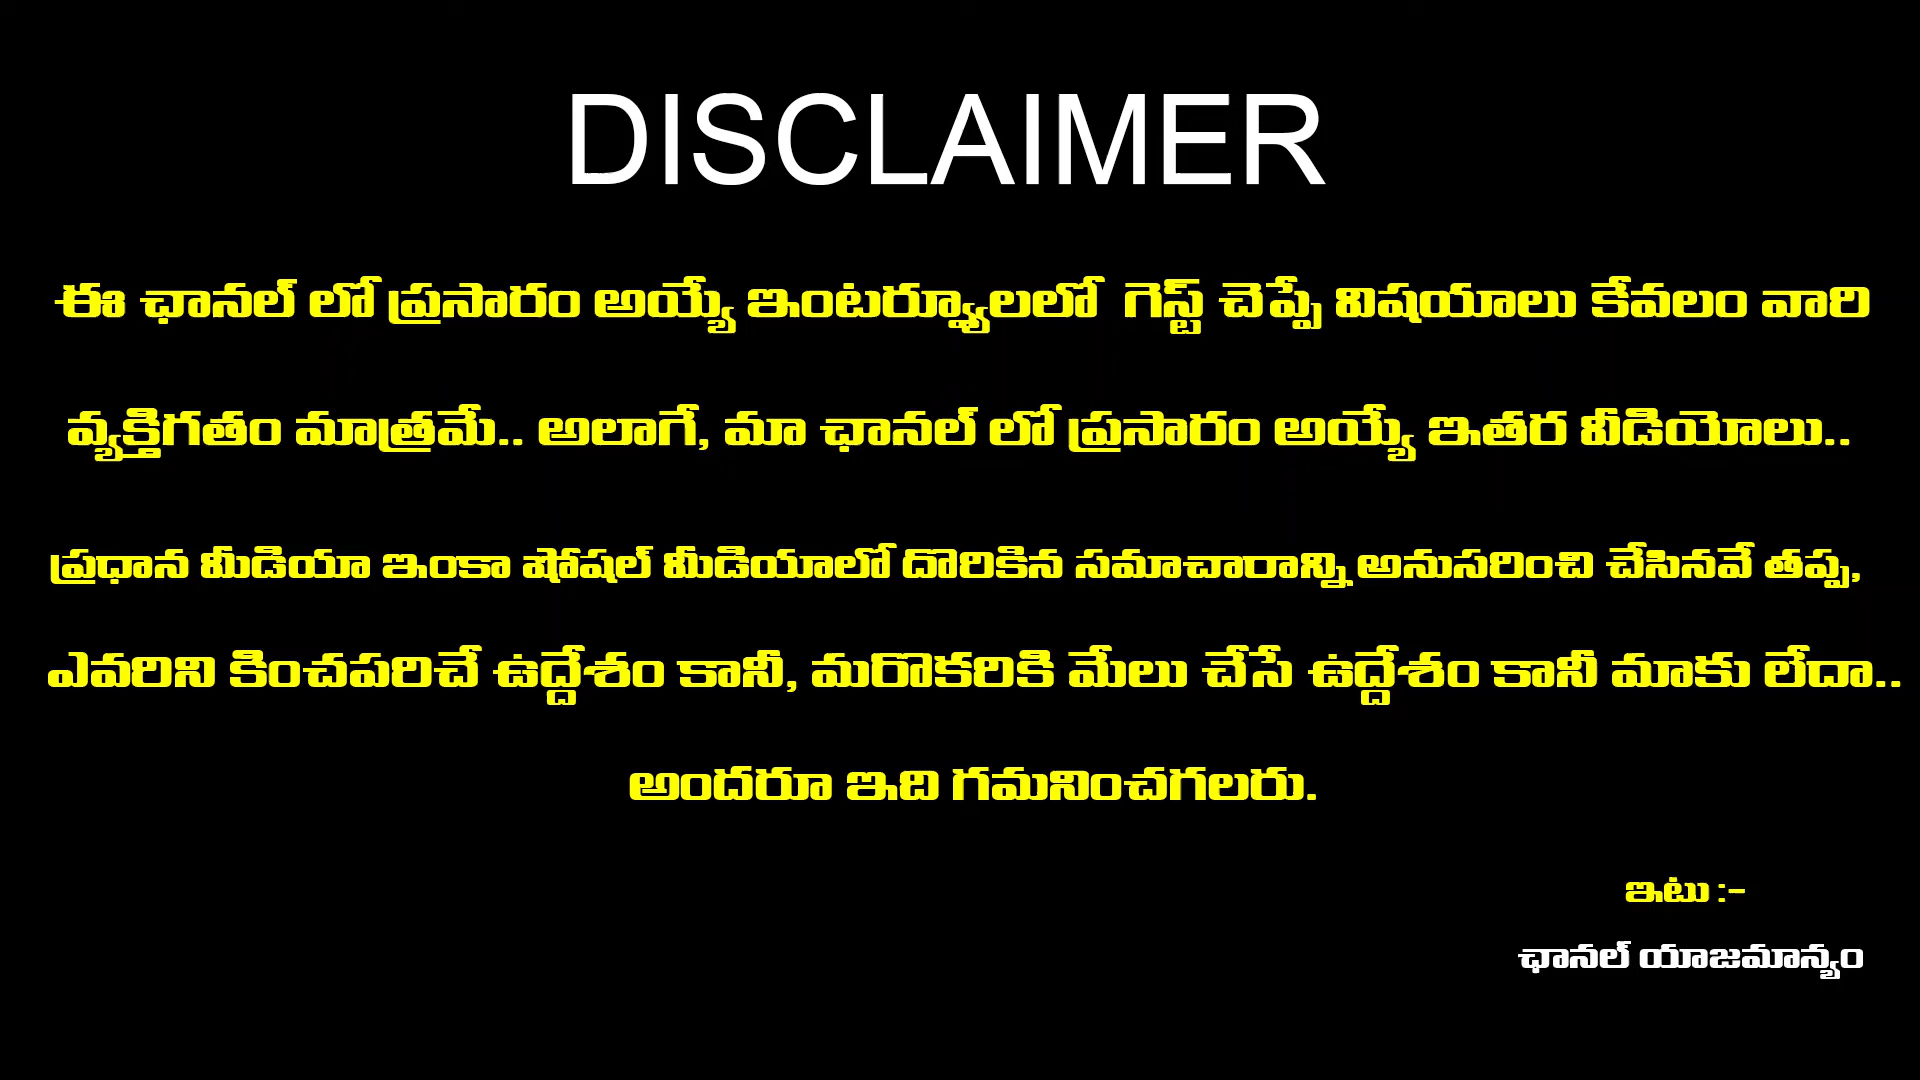 DISCLAIMER
ఈ ఛానల్ లో ప్రసారం అయ్యే ఇంటర్వ్యూలలో గెస్ట్ చెప్పే విషయాలు కేవలం వారి
వ్యక్తిగతం మాత్రమే.. అలాగే, మా ఛానల్ లో ప్రసారం అయ్యే ఇతర వీడియోలు..
ప్రధాన మీడియా ఇంకా షోషల్ మీడియాలో దొరికిన సమాచారాన్ని అనుసరించి చేసినవే తప్ప,
ఎవరిని కించపరిచే ఉద్దేశం కానీ, మరొకరికి మేలు చేసే ఉద్దేశం కానీ మాకు లేదా..
అందరూ ఇది గమనించగలరు.
ఇటు :-
ఛానల్ యాజమాన్యం